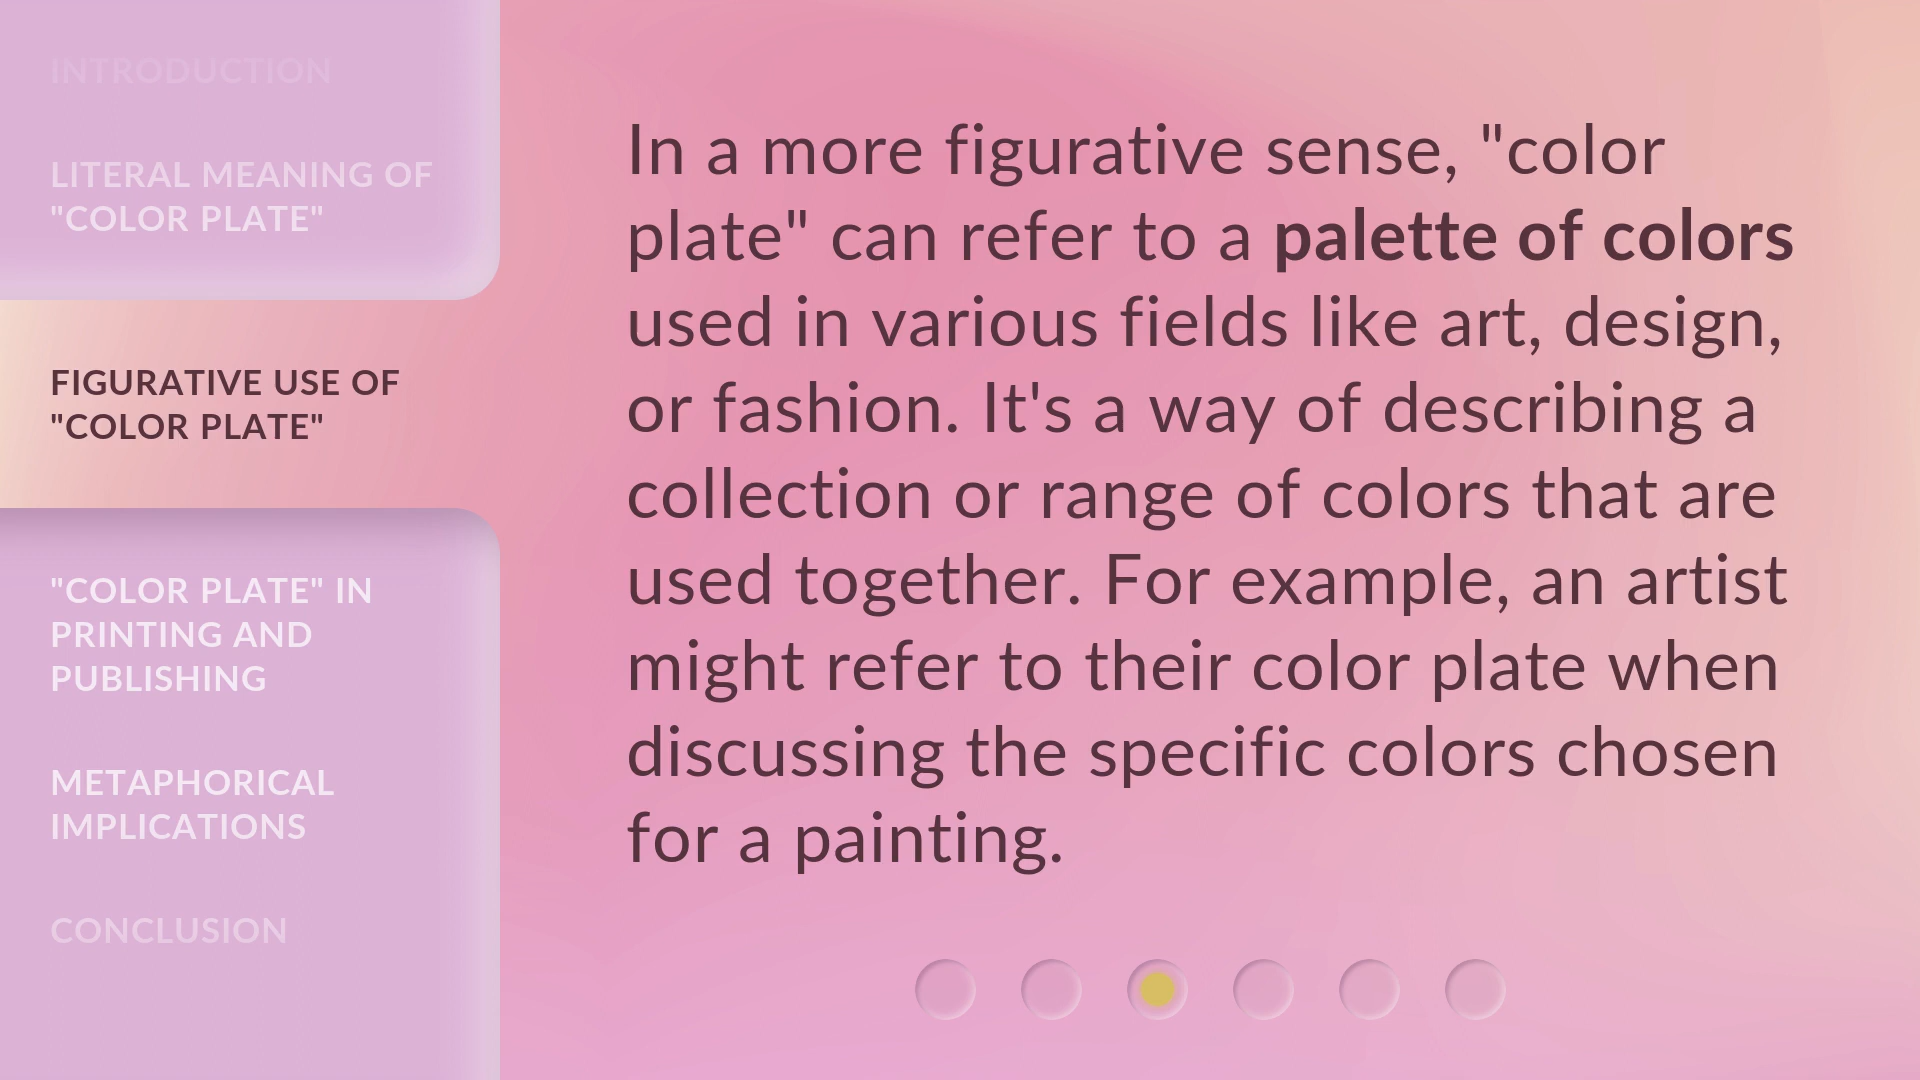 INTRODUCTION
LITERAL MEANING OF
"COLOR PLATE"
FIGURATIVE USE OF
"COLOR PLATE"
"COLOR PLATE" IN
PRINTING AND
PUBLISHING
METAPHORICAL
IMPLICATIONS
CONCLUSION
In a more figurative sense, "color
plate" can refer to a palette of colors
used in various fields like art, design,
or fashion. It's a way of describing a
collection or range of colors that are
used together. For example, an artist
might refer to their color plate when
discussing the specific colors chosen
for a painting.